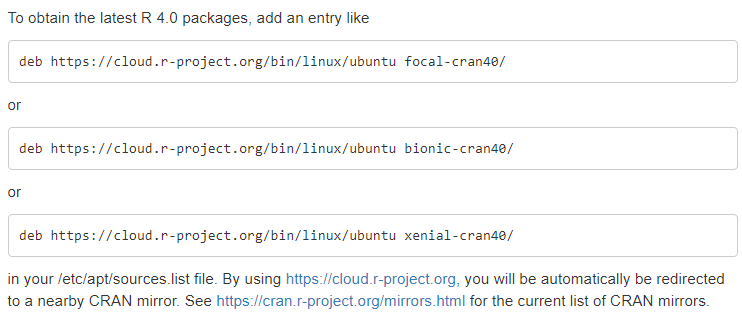 To obtain the latest R 4.0 packages, add an entry like
deb https://cloud.r-project.org/bin/linux/ubuntu focal-cran40/
or
deb https://cloud.r-project.org/bin/linux/ubuntu bionic-cran40/
or
deb https://cloud.r-project.org/bin/linux/ubuntu xenial-cran40/
in your /etc/apt/sources.list file. By using https://cloud.r-project.org, you will be automatically be redirected
to a nearby CRAN mirror. See https://cran.r-project.org/mirrors.html for the current list of CRAN mirrors.